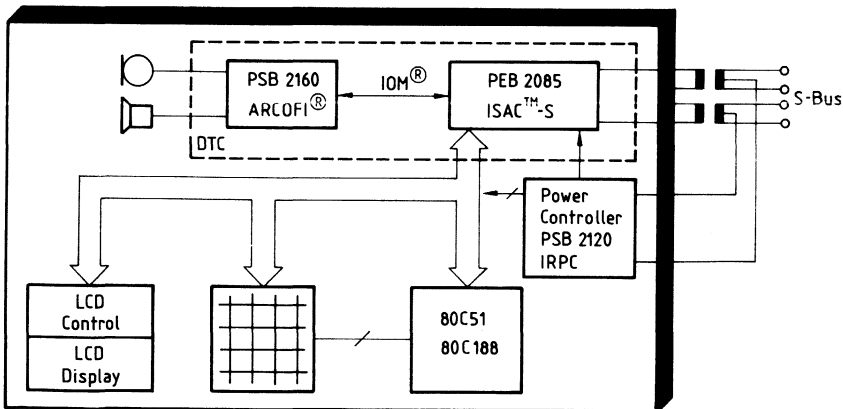 PSB 2160
ARCOFI®
IOM®
PEB 2085
ISAC™-S
S-Bus
DTC
Power
Controller
PSB 2120
IRPC
LCD
Control
LCD
Display
80C51
80C188